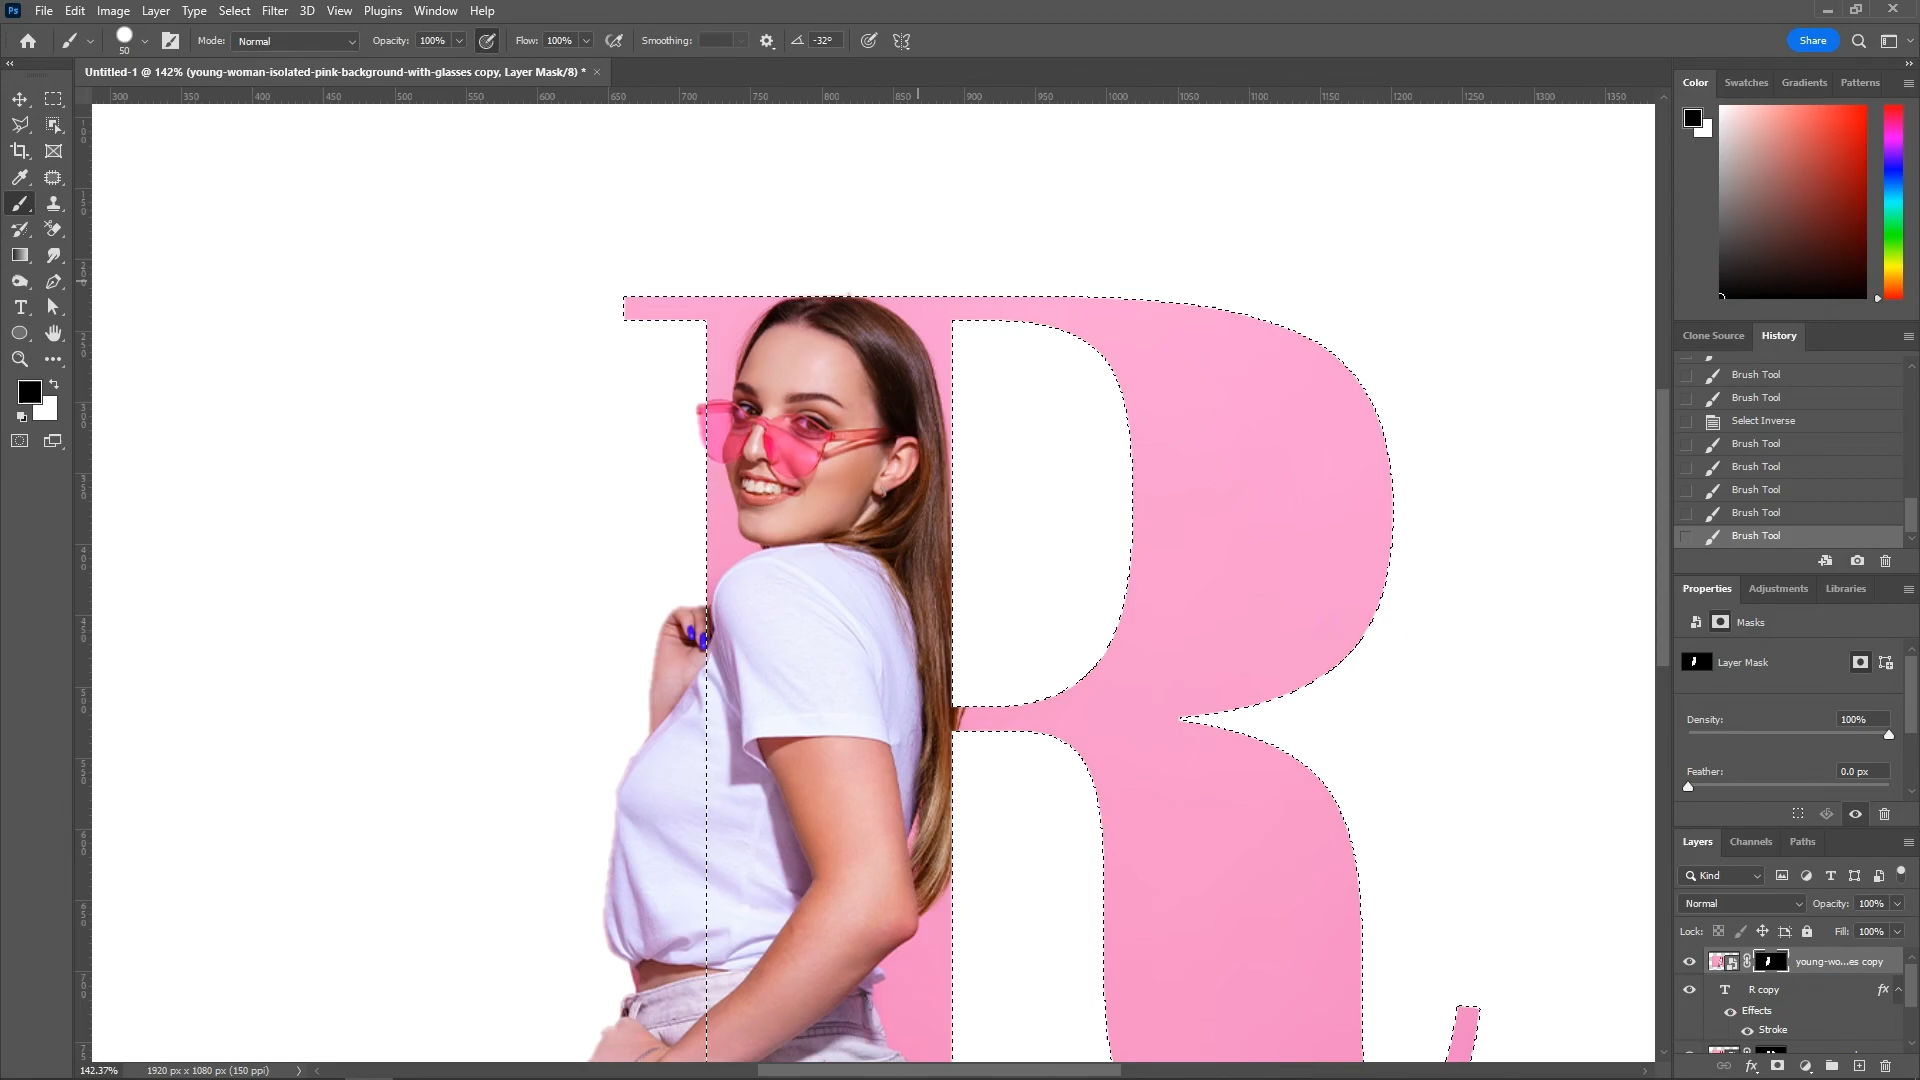 Ps File Edit Image Layer Type Select Filter 3D View Plugins Window Help
50 Mode: Normal Opacity: 100% Flow: 100% Smoothing: -32° Share
Untitled-1 @ 142% (young-woman-isolated-pink-background-with-glasses copy, Layer Mask/8) * ×
300 350 400 450 500 550 600 650 700 750 800 850 900 950 1000 1050 1100 1150 1200 1250 1300 1350
Color Swatches Gradients Patterns
Clone Source History
Brush Tool
Brush Tool
Select Inverse
Brush Tool
Brush Tool
Brush Tool
Brush Tool
Brush Tool
Properties Adjustments Libraries
Masks
Layer Mask
Density: 100%
Feather: 0.0 px
Layers Channels Paths
Kind
Normal Opacity: 100%
Lock: Fill: 100%
young-wo...es copy
T R copy fx
Effects
Stroke
142.37% 1920 px x 1080 px (150 ppi)